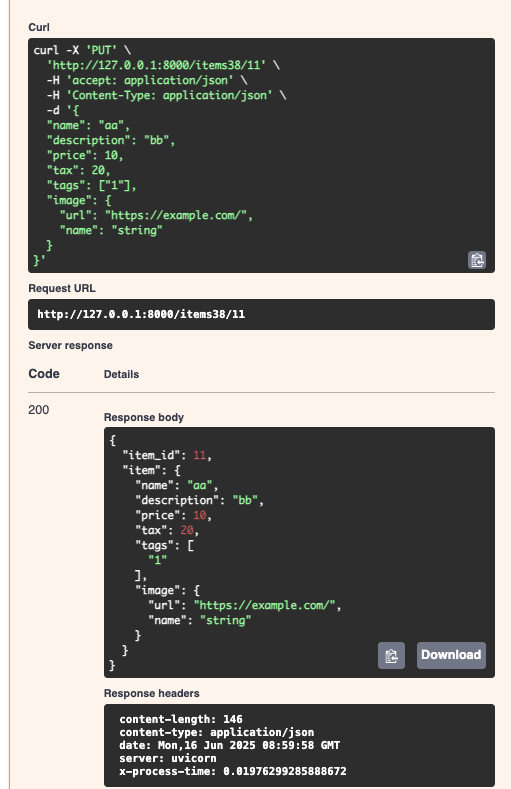 Curl
curl -X 'PUT' \
  'http://127.0.0.1:8000/items38/11' \
  -H 'accept: application/json' \
  -H 'Content-Type: application/json' \
  -d '{
  "name": "aa",
  "description": "bb",
  "price": 10,
  "tax": 20,
  "tags": ["1"],
  "image": {
    "url": "https://example.com/",
    "name": "string"
  }
}'
Request URL
http://127.0.0.1:8000/items38/11
Server response
Code Details
200
Response body
{
  "item_id": 11,
  "item": {
    "name": "aa",
    "description": "bb",
    "price": 10,
    "tax": 20,
    "tags": [
      "1"
    ],
    "image": {
      "url": "https://example.com/",
      "name": "string"
    }
  }
}
Download
Response headers
content-length: 146
content-type: application/json
date: Mon,16 Jun 2025 08:59:58 GMT
server: uvicorn
x-process-time: 0.01976299285888672